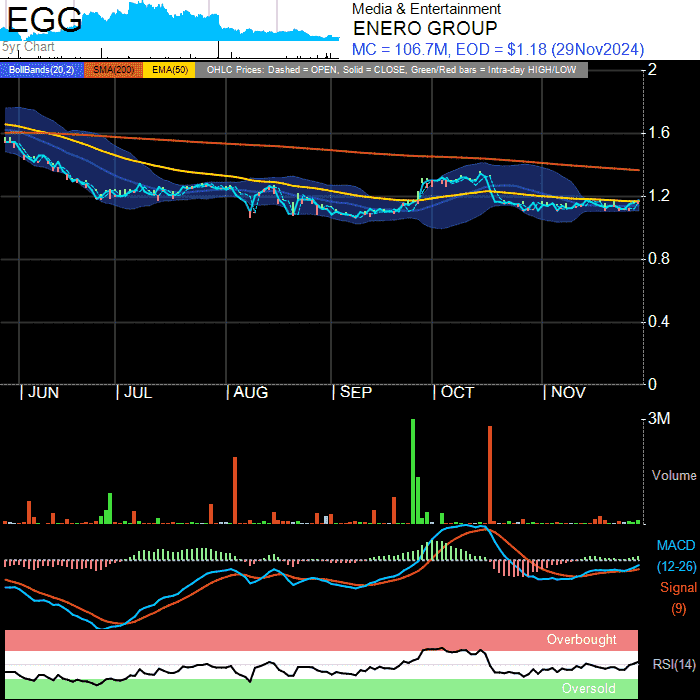 EGG
5yr Chart
Media & Entertainment
ENERO GROUP
MC = 106.7M, EOD = $1.18 (29Nov2024)
BollBands(20,2) SMA(200) EMA(50) OHLC Prices: Dashed = OPEN, Solid = CLOSE, Green/Red bars = Intra-day HIGH/LOW
2
1.6
1.2
0.8
0.4
0
JUN JUL AUG SEP OCT NOV
3M
Volume
MACD
(12-26)
Signal
(9)
Overbought
RSI(14)
Oversold